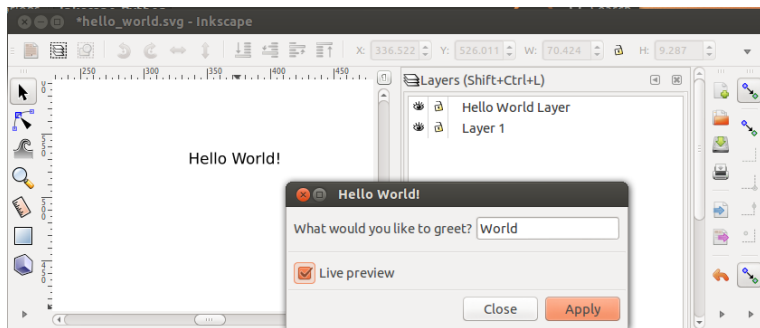 *hello_world.svg - Inkscape
X: 336.522 Y: 526.011 W: 70.424 H: 9.287
250 300 350 400 450
Layers (Shift+Ctrl+L)
Hello World Layer
Layer 1
Hello World!
Hello World!
What would you like to greet? World
Live preview
Close Apply